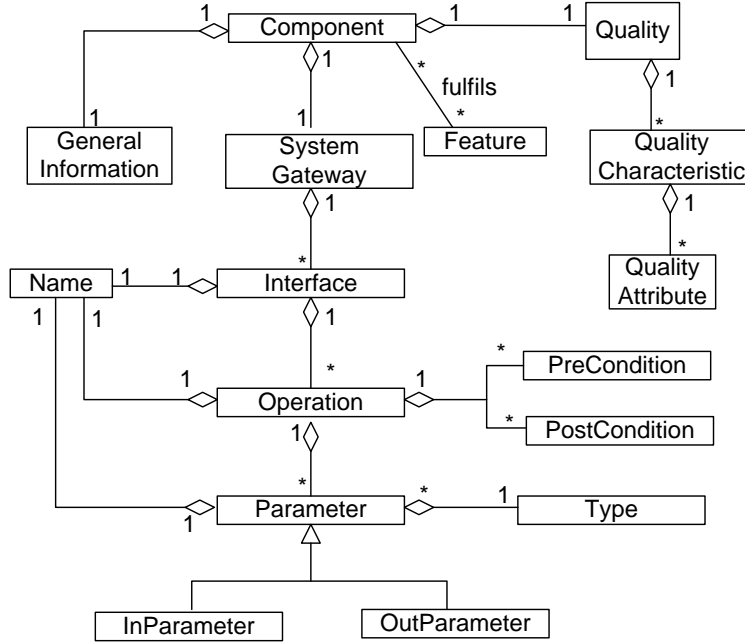 1
Component
1
1
Quality
1
1
*
1
fulfils
1
1
*
*
General
Information
System
Gateway
Feature
Quality
Characteristic
1
1
*
*
Name
1
1
Interface
Quality
Attribute
1
1
1
*
*
PreCondition
1
Operation
1
*
PostCondition
1
*
*
1
1
Parameter
Type
InParameter
OutParameter